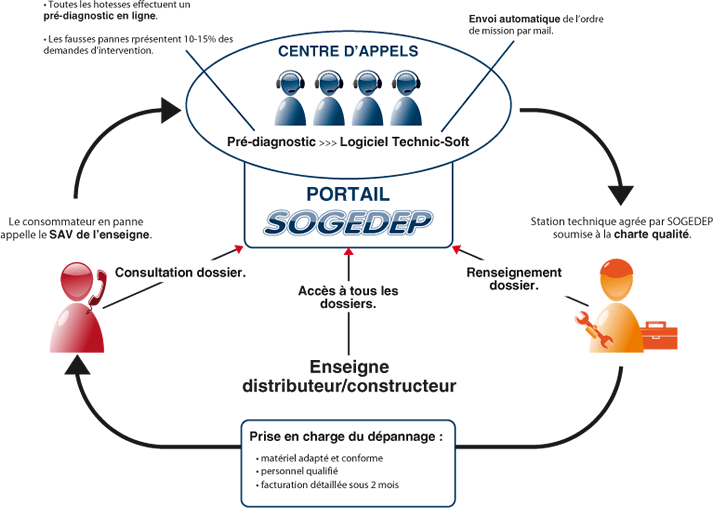 • Toutes les hotesses effectuent un
pré-diagnostic en ligne.
• Les fausses pannes rprésentent 10-15% des
demandes d'intervention.
Envoi automatique de l'ordre
de mission par mail.
CENTRE D'APPELS
Pré-diagnostic >>> Logiciel Technic-Soft
PORTAIL
SOGEDEP
Le consommateur en panne
appelle le SAV de l'enseigne.
Station technique agrée par SOGEDEP
soumise à la charte qualité.
Consultation dossier.
Accès à tous les
dossiers.
Renseignement
dossier.
Enseigne
distributeur/constructeur
Prise en charge du dépannage :
• matériel adapté et conforme
• personnel qualifié
• facturation détaillée sous 2 mois